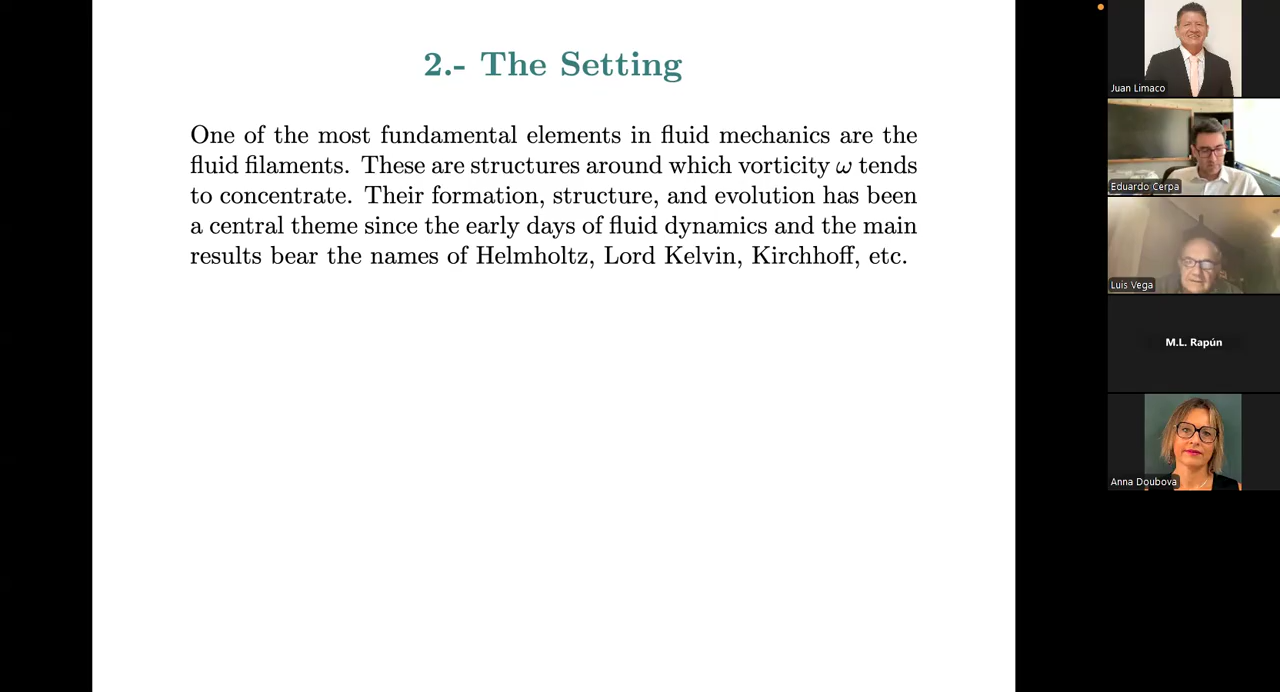 2.- The Setting
One of the most fundamental elements in fluid mechanics are the
fluid filaments. These are structures around which vorticity ω tends
to concentrate. Their formation, structure, and evolution has been
a central theme since the early days of fluid dynamics and the main
results bear the names of Helmholtz, Lord Kelvin, Kirchhoff, etc.
Juan Limaco
Eduardo Cerpa
Luis Vega
M.L. Rapún
Anna Doubova